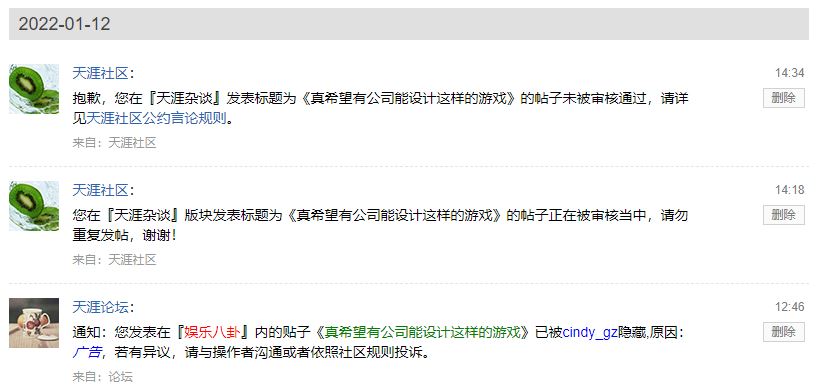 2022-01-12
天涯社区： 14:34
抱歉，您在『天涯杂谈』发表标题为《真希望有公司能设计这样的游戏》的帖子未被审核通过，请详 删除
见天涯社区公约言论规则。
来自：天涯社区
天涯社区： 14:18
您在『天涯杂谈』版块发表标题为《真希望有公司能设计这样的游戏》的帖子正在被审核当中，请勿 删除
重复发帖，谢谢！
来自：天涯社区
天涯论坛： 12:46
通知：您发表在『娱乐八卦』内的贴子《真希望有公司能设计这样的游戏》已被cindy_gz隐藏,原因： 删除
广告，若有异议，请与操作者沟通或者依照社区规则投诉。
来自：论坛